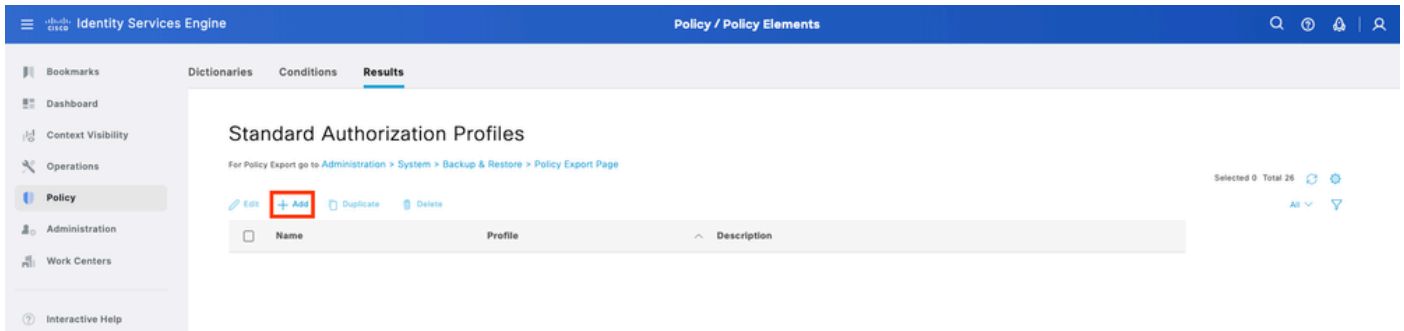 cisco Identity Services Engine
Policy / Policy Elements
Bookmarks
Dashboard
Context Visibility
Operations
Policy
Administration
Work Centers
Interactive Help
Dictionaries Conditions Results
Standard Authorization Profiles
For Policy Export go to Administration > System > Backup & Restore > Policy Export Page
Selected 0 Total 26
Edit + Add Duplicate Delete
All
Name Profile Description